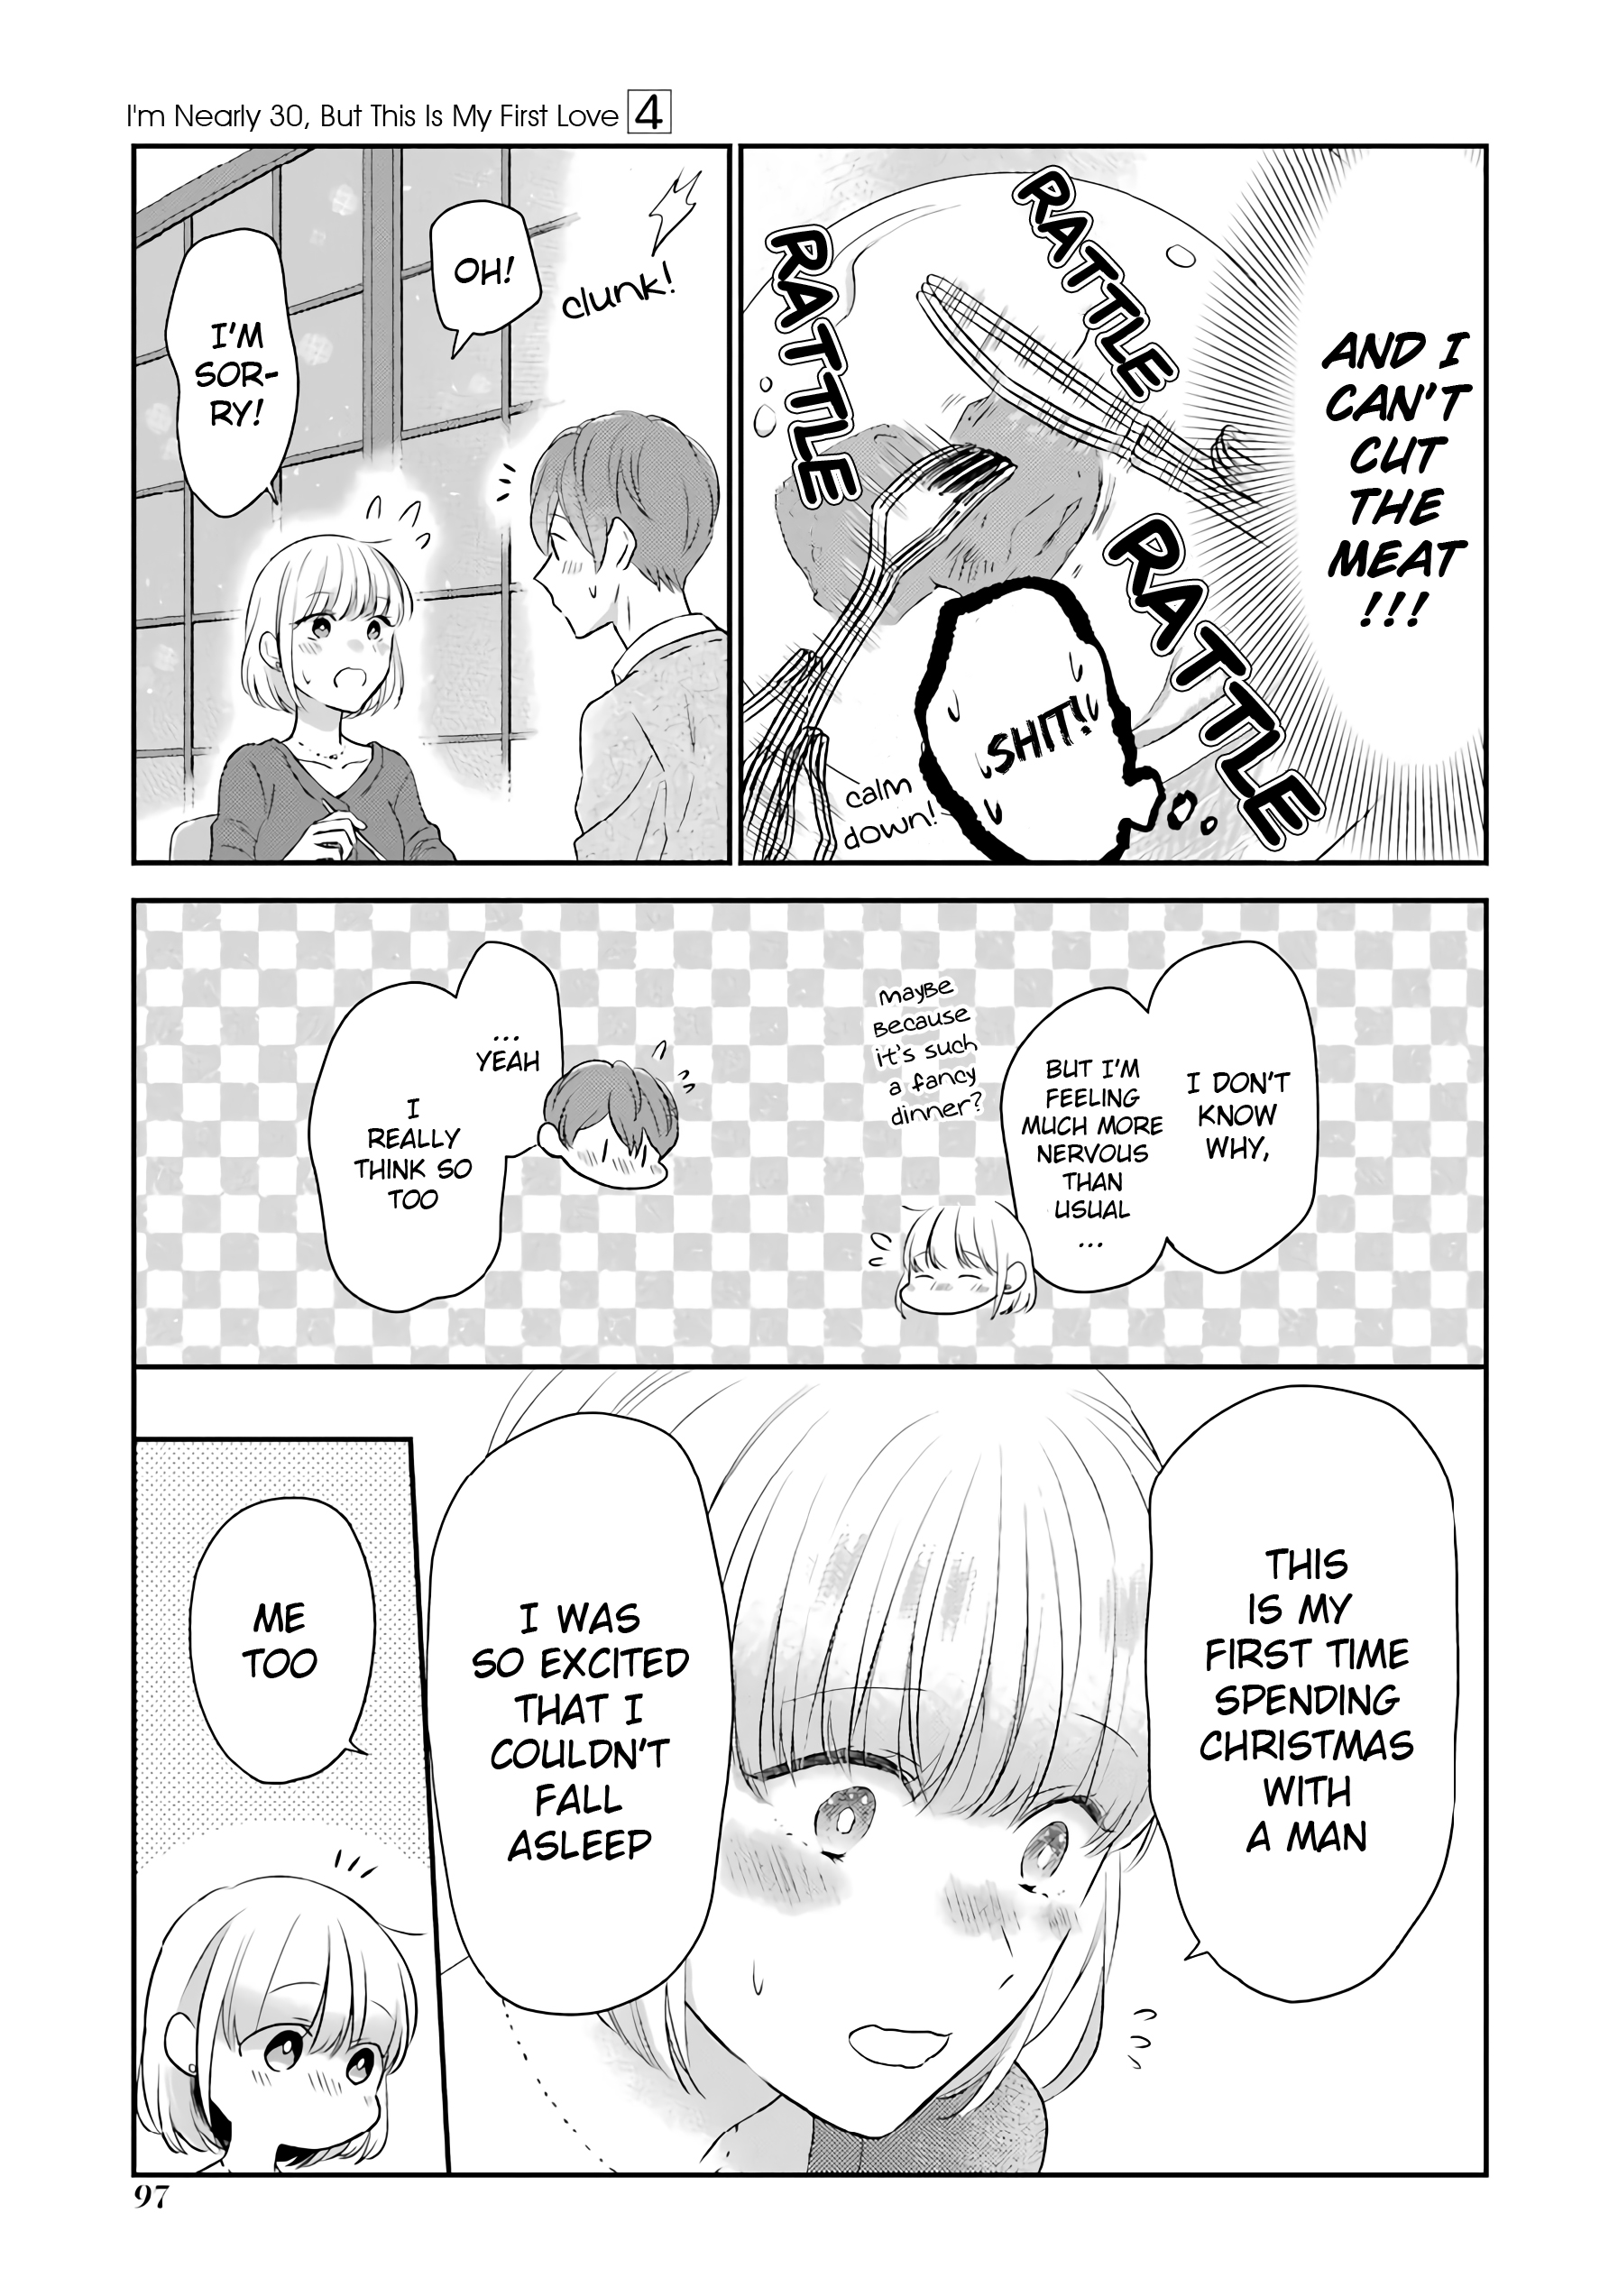 I'm Nearly 30, But This Is My First Love 4
AND I
CAN'T
CUT
THE
MEAT
!!!
RATTLE
RATTLE
RATTLE
SHIT!
calm
down!
clunk!
OH!
I'M
SOR-
RY!
I DON'T
KNOW
WHY,
BUT I'M
FEELING
MUCH MORE
NERVOUS
THAN
USUAL
...
Maybe
because
it's such
a fancy
dinner?
...
YEAH
I
REALLY
THINK SO
TOO
THIS
IS MY
FIRST TIME
SPENDING
CHRISTMAS
WITH
A MAN
I WAS
SO EXCITED
THAT I
COULDN'T
FALL
ASLEEP
ME
TOO
97